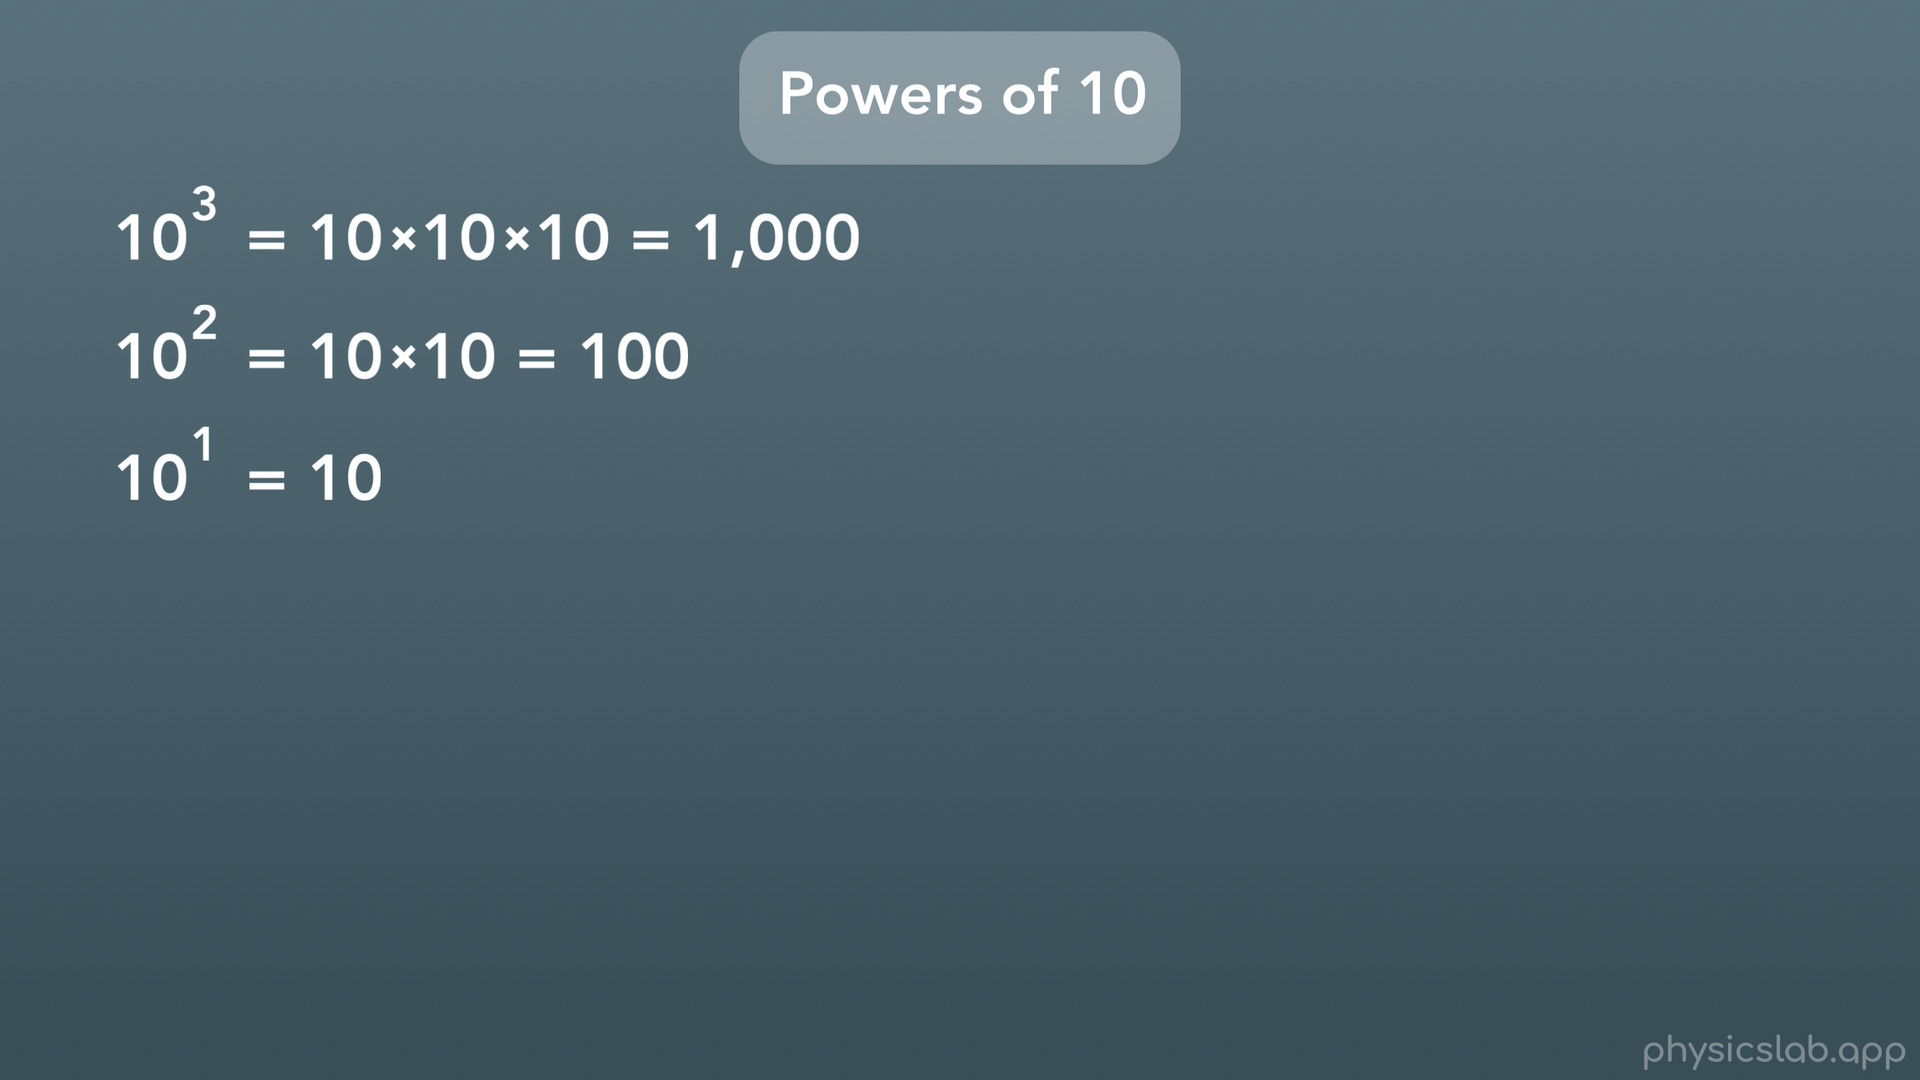 Powers of 10
10³ = 10×10×10 = 1,000
10² = 10×10 = 100
10¹ = 10
physicslab.app